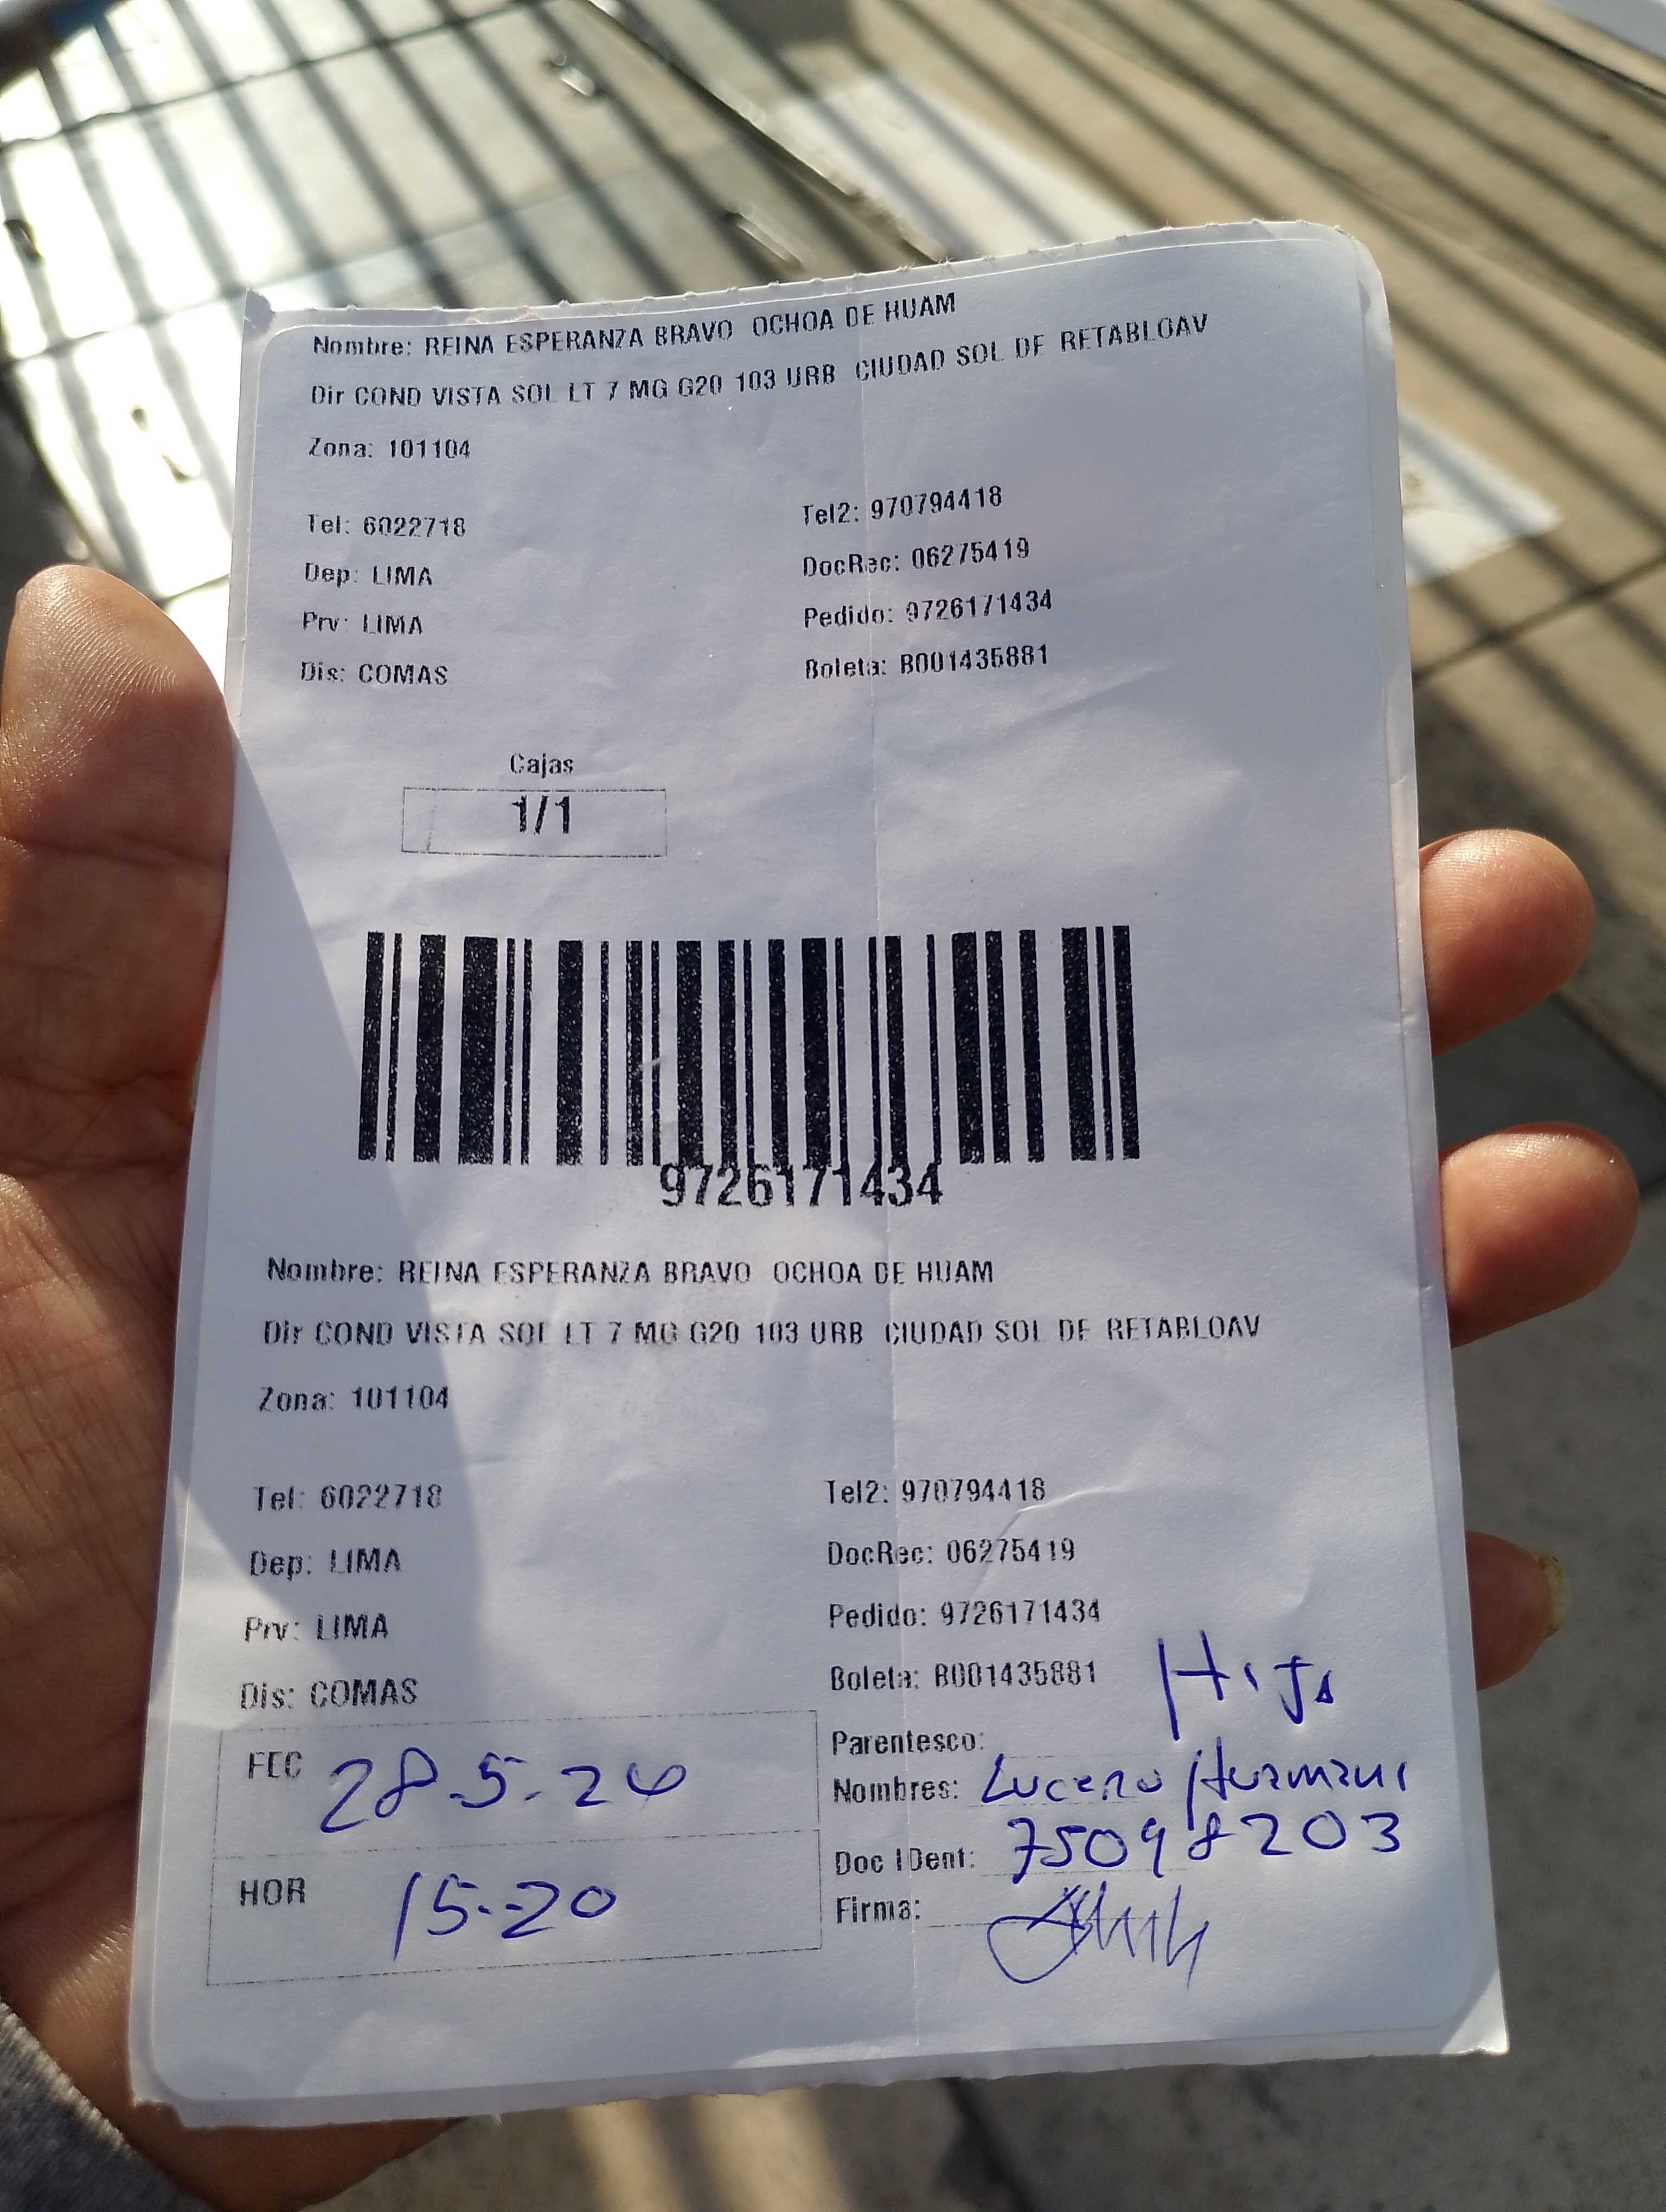 Nombre: REINA ESPERANZA BRAVO OCHOA DE HUAM
Dir COND VISTA SOL LT 7 MG G20 103 URB CIUDAD SOL DE RETABLOAV
Zona: 101104
Tel: 6022718 Tel2: 970794418
Dep: LIMA DocRec: 06275419
Prv: LIMA Pedido: 9726171434
Dis: COMAS Boleta: B001435881
Cajas
1/1
9726171434
Nombre: REINA ESPERANZA BRAVO OCHOA DE HUAM
Dir COND VISTA SOL LT 7 MG G20 103 URB CIUDAD SOL DE RETABLOAV
Zona: 101104
Tel: 6022718 Tel2: 970794418
Dep: LIMA DocRec: 06275419
Prv: LIMA Pedido: 9726171434
Dis: COMAS Boleta: B001435881
Parentesco: Hija
FEC 28.5.26 Nombres: Lucero Huamani
Doc IDent: 75098203
HOR 15:20 Firma: